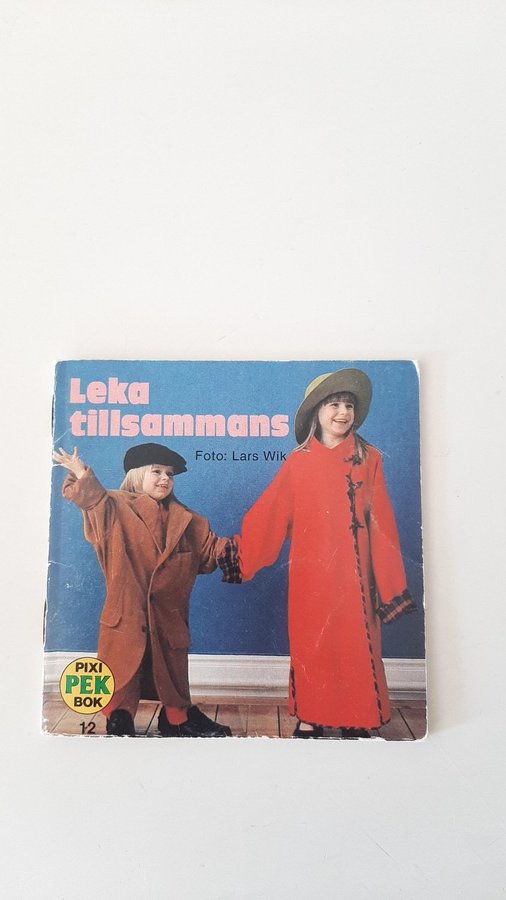 Leka
tillsammans
Foto: Lars Wik
PIXI
PEK
BOK
12